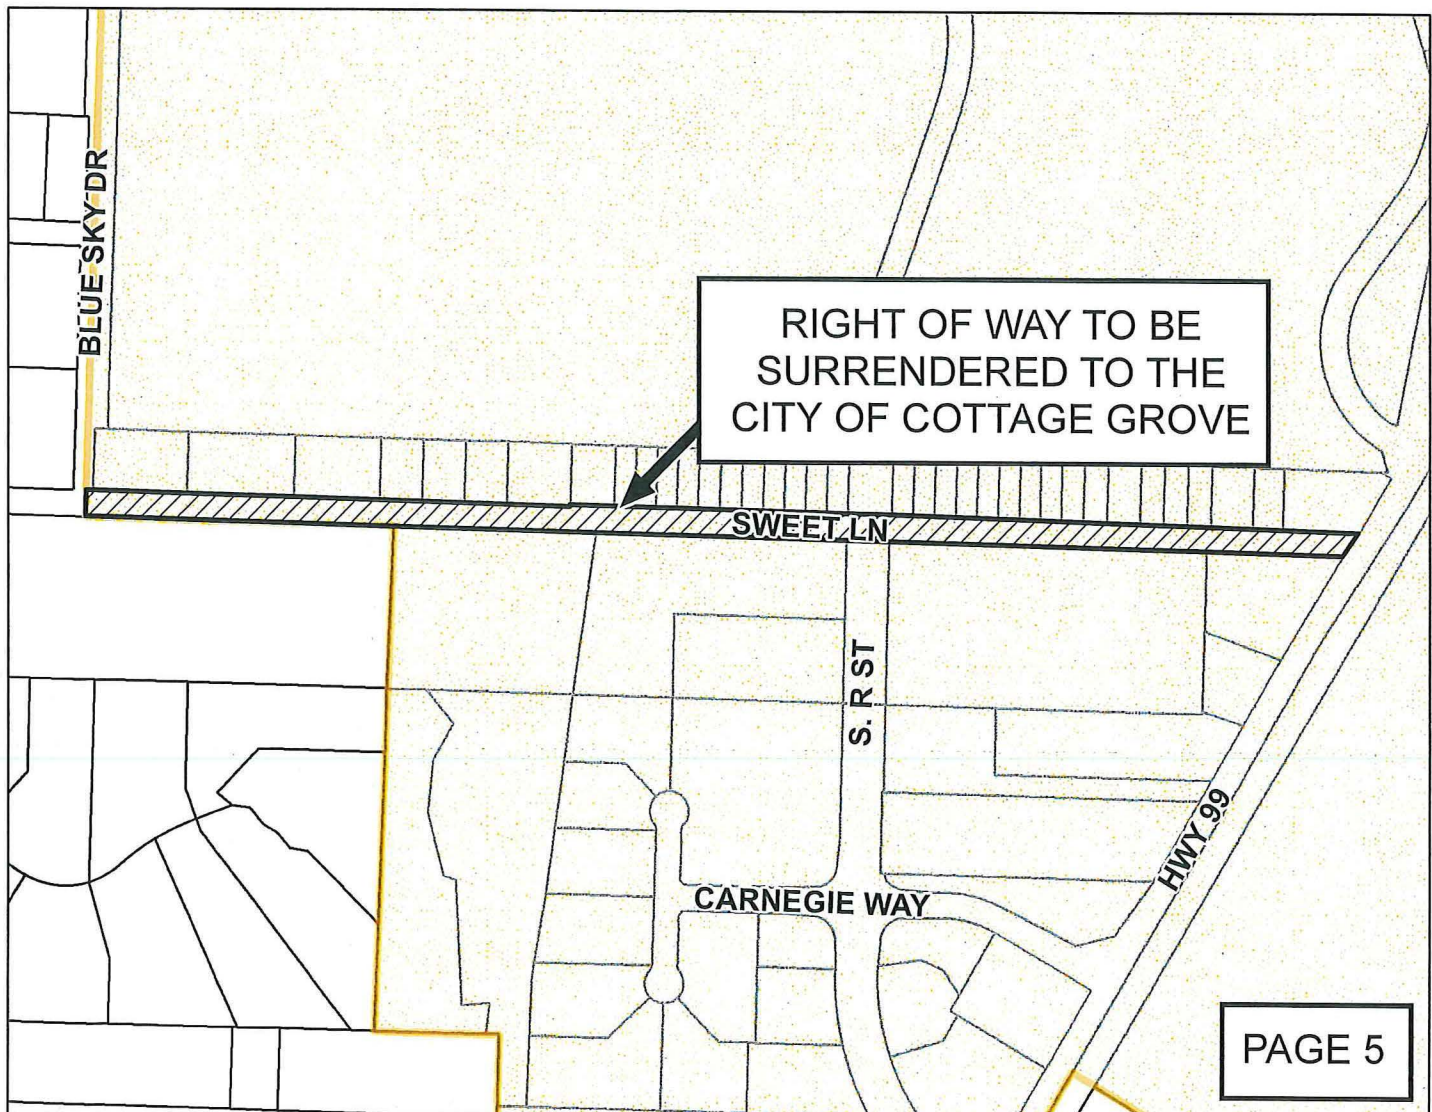 BLUE SKY DR
RIGHT OF WAY TO BE
SURRENDERED TO THE
CITY OF COTTAGE GROVE
SWEET LN
S. R ST
HWY 99
CARNEGIE WAY
PAGE 5